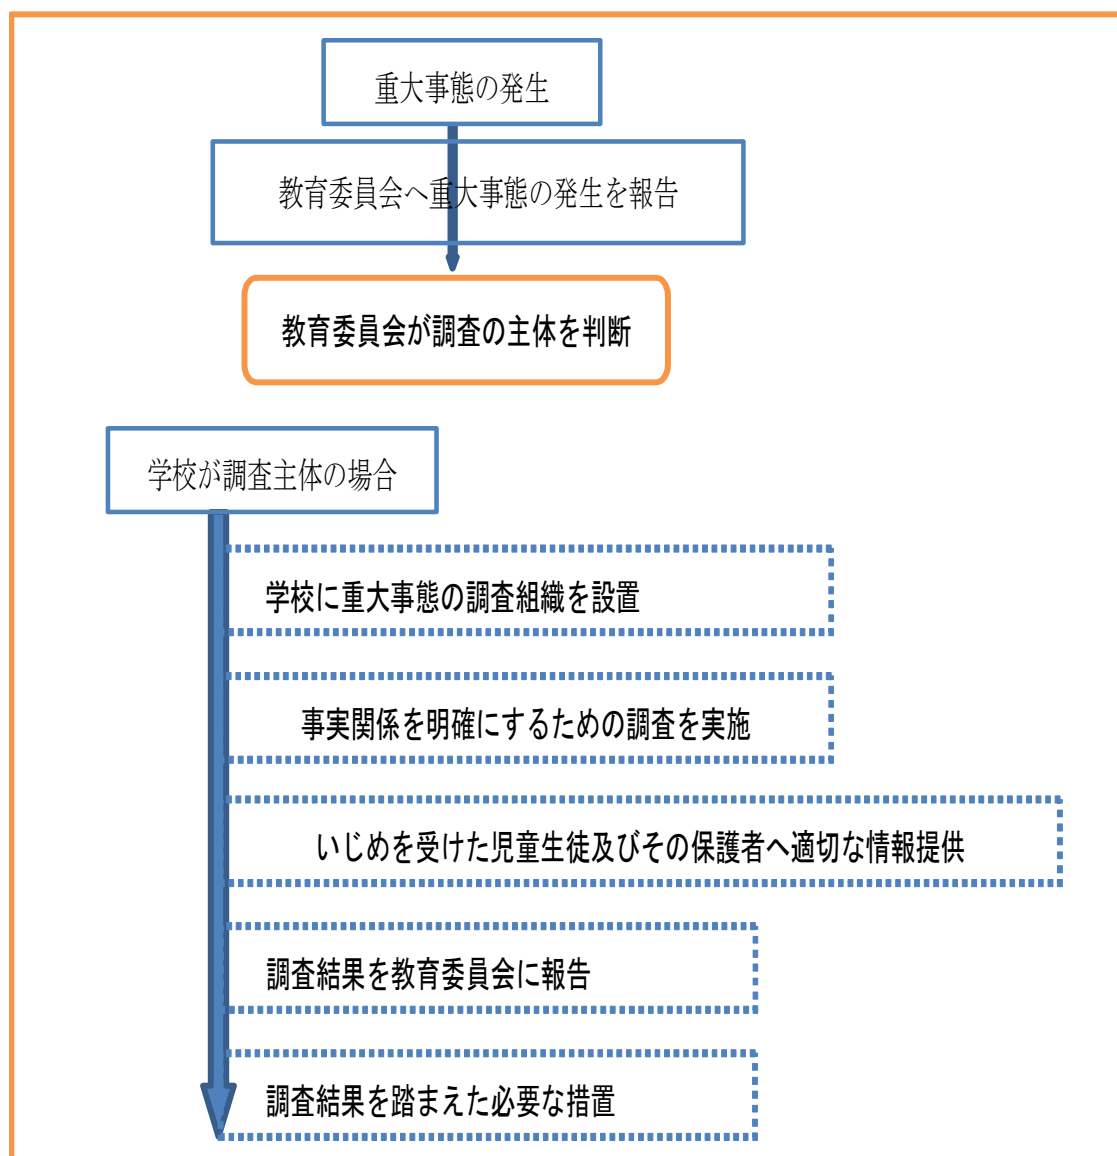 重大事態の発生
教育委員会へ重大事態の発生を報告
教育委員会が調査の主体を判断
学校が調査主体の場合
学校に重大事態の調査組織を設置
事実関係を明確にするための調査を実施
いじめを受けた児童生徒及びその保護者へ適切な情報提供
調査結果を教育委員会に報告
調査結果を踏まえた必要な措置